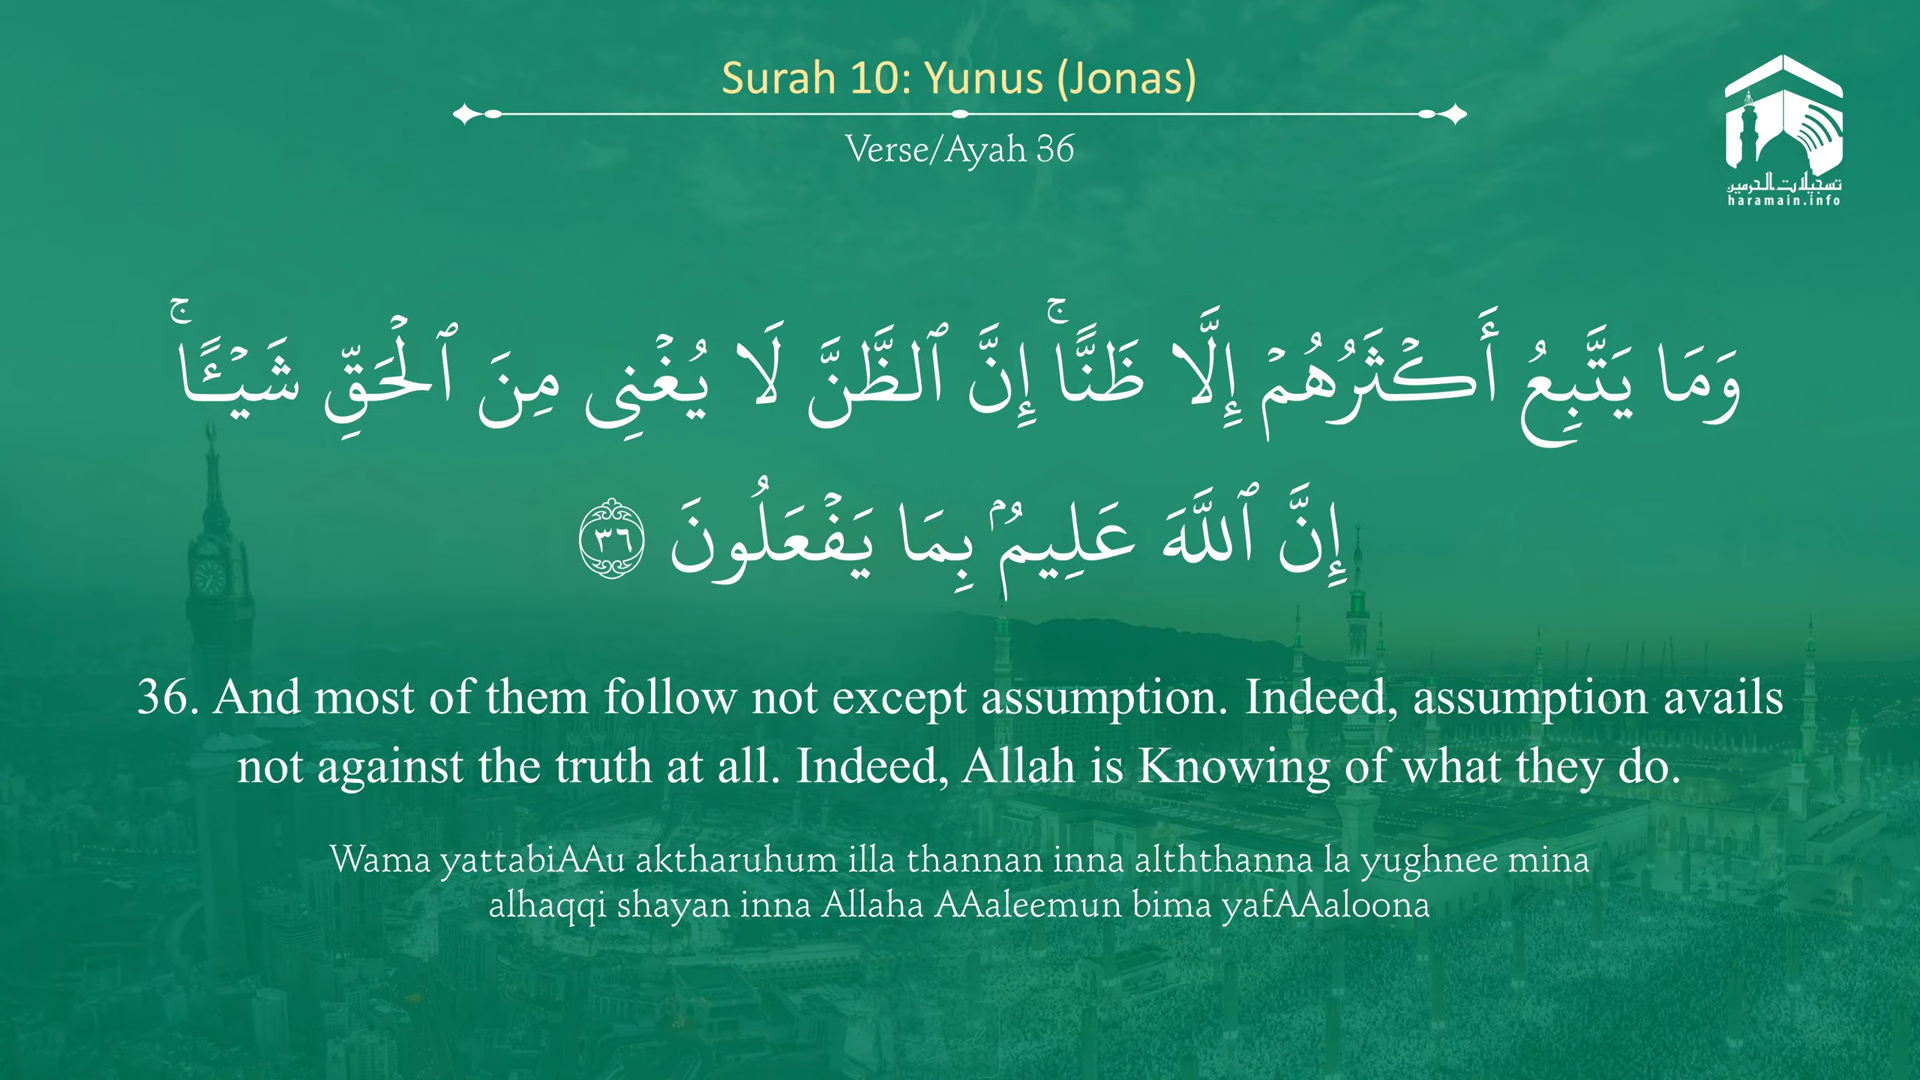 Surah 10: Yunus (Jonas)
Verse/Ayah 36
تسجيلات الحرمين
haramain.info
وَمَا يَتَّبِعُ أَكْثَرُهُمْ إِلَّا ظَنًّا ۚ إِنَّ ٱلظَّنَّ لَا يُغْنِى مِنَ ٱلْحَقِّ شَيْـًٔا ۚ
إِنَّ ٱللَّهَ عَلِيمٌۢ بِمَا يَفْعَلُونَ ٣٦
36. And most of them follow not except assumption. Indeed, assumption avails
not against the truth at all. Indeed, Allah is Knowing of what they do.
Wama yattabiAAu aktharuhum illa thannan inna alththanna la yughnee mina
alhaqqi shayan inna Allaha AAaleemun bima yafAAaloona